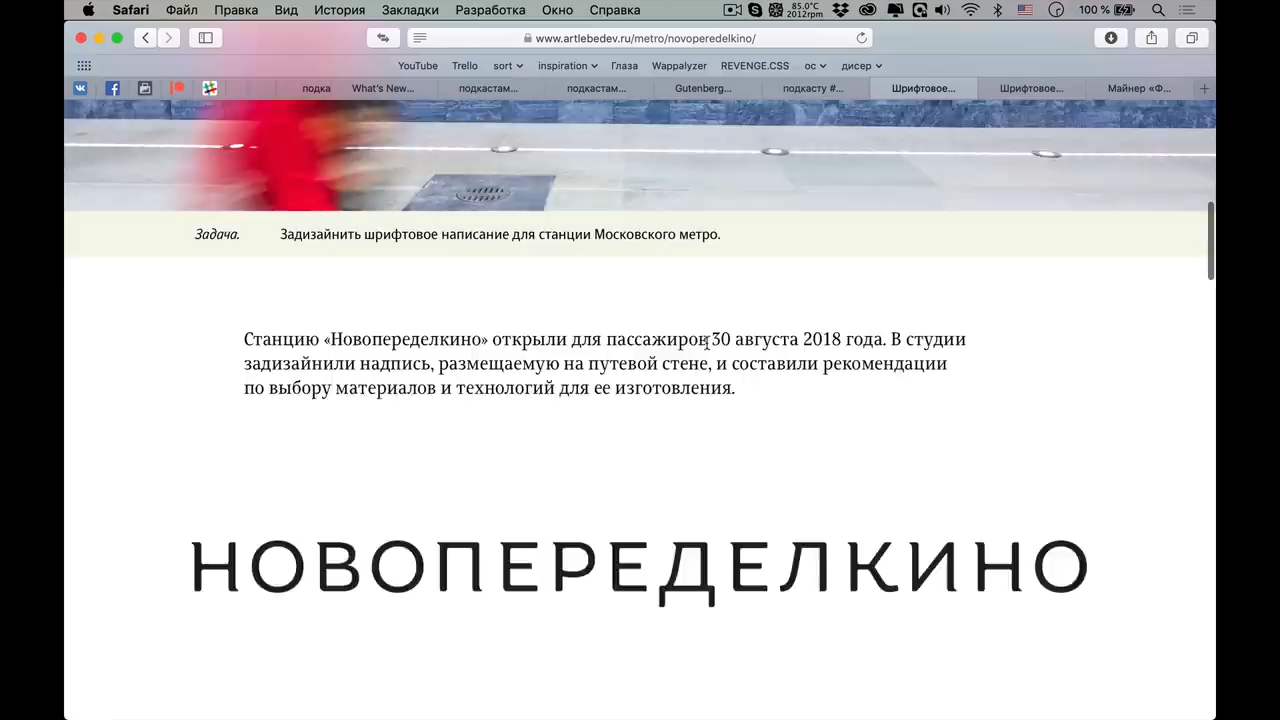 Safari Файл Правка Вид История Закладки Разработка Окно Справка 85.0°C 2012rpm 100 %
www.artlebedev.ru/metro/novoperedelkino/
YouTube Trello sort inspiration Глаза Wappalyzer REVENGE.CSS ос дисер
подка What's New... подкастам... подкастам... Gutenberg... подкасту #... Шрифтовое... Шрифтовое... Майнер «Ф...
Задача. Задизайнить шрифтовое написание для станции Московского метро.
Станцию «Новопеределкино» открыли для пассажиров 30 августа 2018 года. В студии
задизайнили надпись, размещаемую на путевой стене, и составили рекомендации
по выбору материалов и технологий для ее изготовления.
НОВОПЕРЕДЕЛКИНО